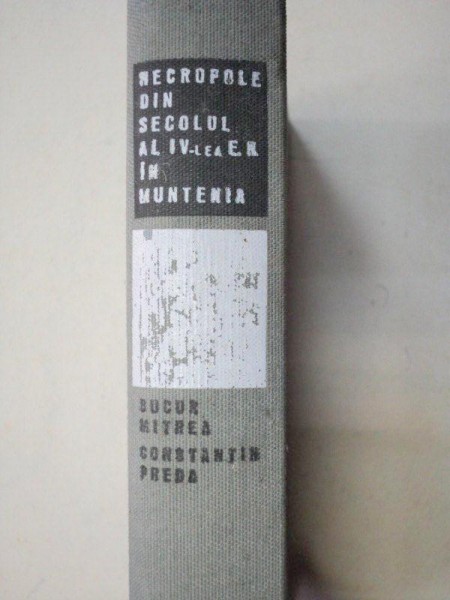 NECROPOLE
DIN
SECOLUL
AL IV-LEA E.N
ÎN
MUNTENIA
BUCUR
MITREA
CONSTANTIN
PREDA